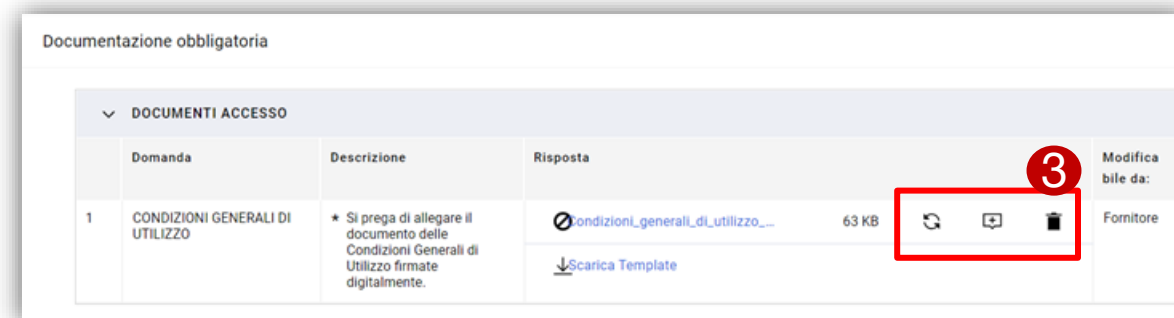 Documentazione obbligatoria
DOCUMENTI ACCESSO
Domanda Descrizione Risposta 3 Modifica
bile da:
1 CONDIZIONI GENERALI DI
UTILIZZO
* Si prega di allegare il
documento delle
Condizioni Generali di
Utilizzo firmate
digitalmente.
Condizioni_generali_di_utilizzo_... 63 KB
Scarica Template
Fornitore